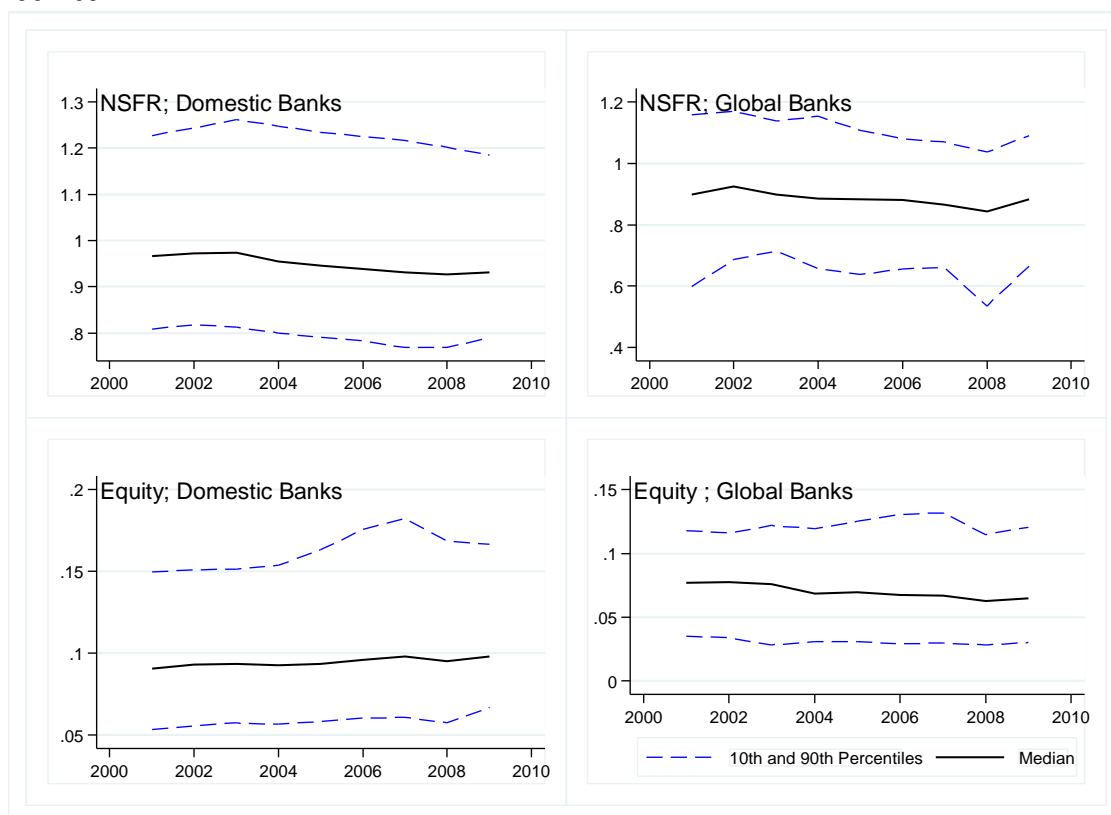 NSFR; Domestic Banks
1.3
1.2
1.1
1
.9
.8
2000 2002 2004 2006 2008 2010
NSFR; Global Banks
1.2
1
.8
.6
.4
2000 2002 2004 2006 2008 2010
Equity; Domestic Banks
.2
.15
.1
.05
2000 2002 2004 2006 2008 2010
Equity ; Global Banks
.15
.1
.05
0
2000 2002 2004 2006 2008 2010
10th and 90th Percentiles Median